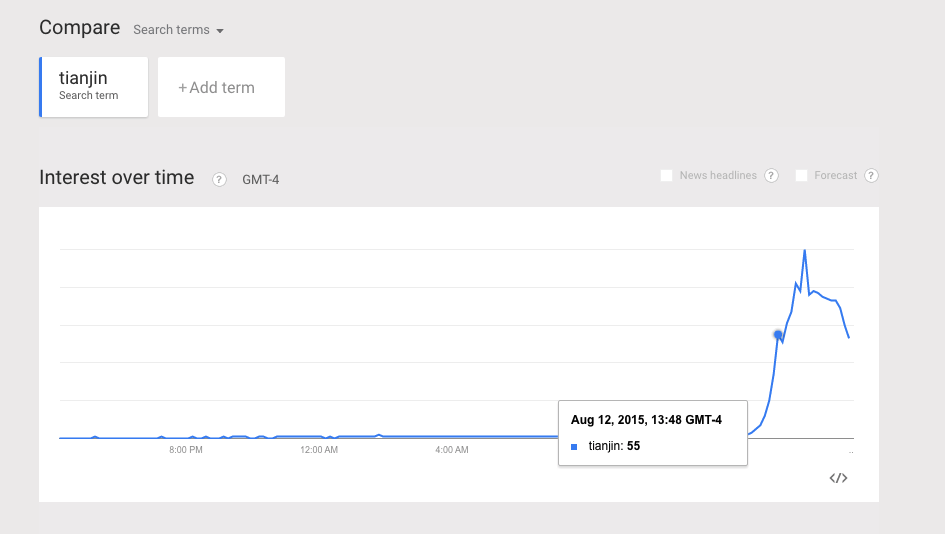 Compare Search terms
tianjin
Search term
+ Add term
Interest over time ? GMT-4
News headlines ? Forecast ?
Aug 12, 2015, 13:48 GMT-4
tianjin: 55
8:00 PM 12:00 AM 4:00 AM ..
</>